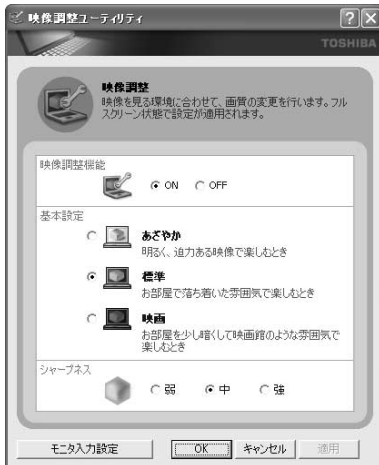 映像調整ユーティリティ
TOSHIBA
映像調整
映像を見る環境に合わせて、画質の変更を行います。フル
スクリーン状態で設定が適用されます。
映像調整機能
ON OFF
基本設定
あざやか
明るく、迫力ある映像で楽しむとき
標準
お部屋で落ち着いた雰囲気で楽しむとき
映画
お部屋を少し暗くして映画館のような雰囲気で
楽しむとき
シャープネス
弱 中 強
モニタ入力設定 OK キャンセル 適用